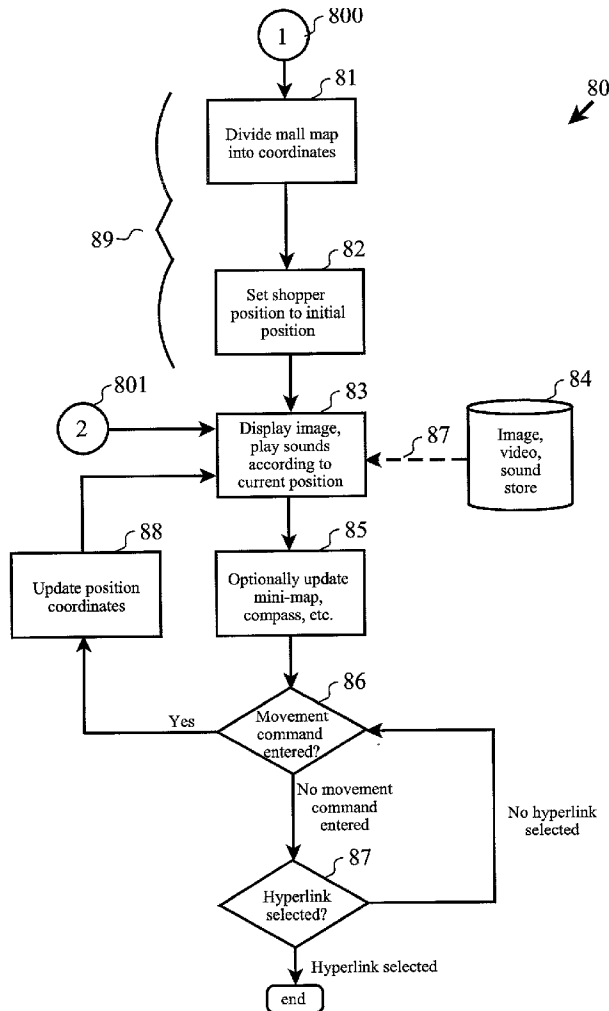 800
1
81
80
Divide mall map
into coordinates
89
82
Set shopper
position to initial
position
801
2
83
Display image,
play sounds
according to
current position
87
84
Image,
video,
sound
store
88
Update position
coordinates
85
Optionally update
mini-map,
compass, etc.
86
Yes
Movement
command
entered?
No movement
command
entered
No hyperlink
selected
87
Hyperlink
selected?
Hyperlink selected
end